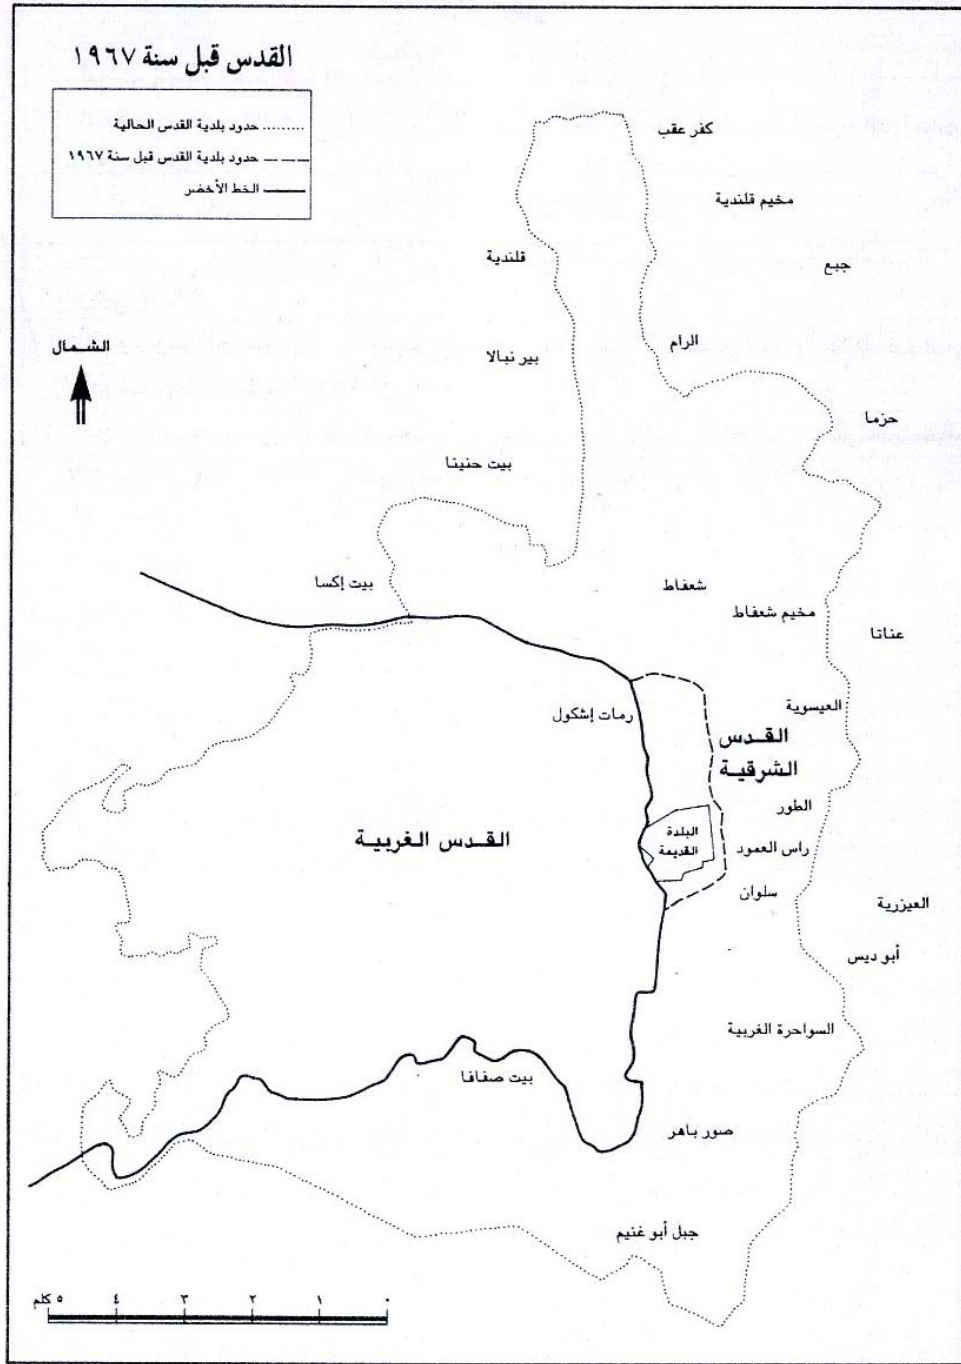 القدس قبل سنة ١٩٦٧
حدود بلدية القدس الحالية
حدود بلدية القدس قبل سنة ١٩٦٧
الخط الأخضر
كفر عقب
مخيم قلندية
قلندية
جبع
الشمال
الرام
بير نبالا
حزما
بيت حنينا
بيت إكسا
شعفاط
مخيم شعفاط
عناتا
العيسوية
رمات إشكول
القدس
الشرقية
الطور
البلدة
القديمة
القدس الغربية
راس العمود
سلوان
العيزرية
أبو ديس
السواحرة الغربية
بيت صفافا
صور باهر
جبل أبو غنيم
٥ كلم ٤ ٣ ٢ ١ ٠